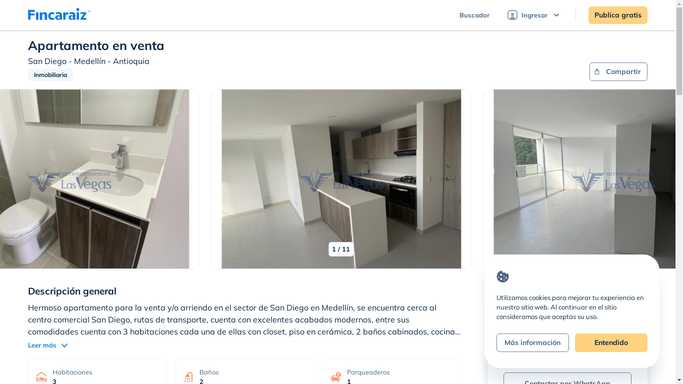 Fincaraiz
Buscador
Ingresar
Publica gratis
Apartamento en venta
San Diego - Medellín - Antioquia
Inmobiliaria
Compartir
Las Vegas
Las Vegas
Las Vegas
1 / 11
Descripción general
Hermoso apartamento para la venta y/o arriendo en el sector de San Diego en Medellín, se encuentra cerca al
centro comercial San Diego, rutas de transporte, cuenta con excelentes acabados modernos, entre sus
comodidades cuenta con 3 habitaciones cada una de ellas con closet, piso en cerámica, 2 baños cabinados, cocina...
Leer más
Habitaciones
3
Baños
2
Parqueaderos
1
Utilizamos cookies para mejorar tu experiencia en
nuestro sitio web. Al continuar en el sitio
consideramos que aceptas su uso.
Más información
Entendido
Contactar por WhatsApp